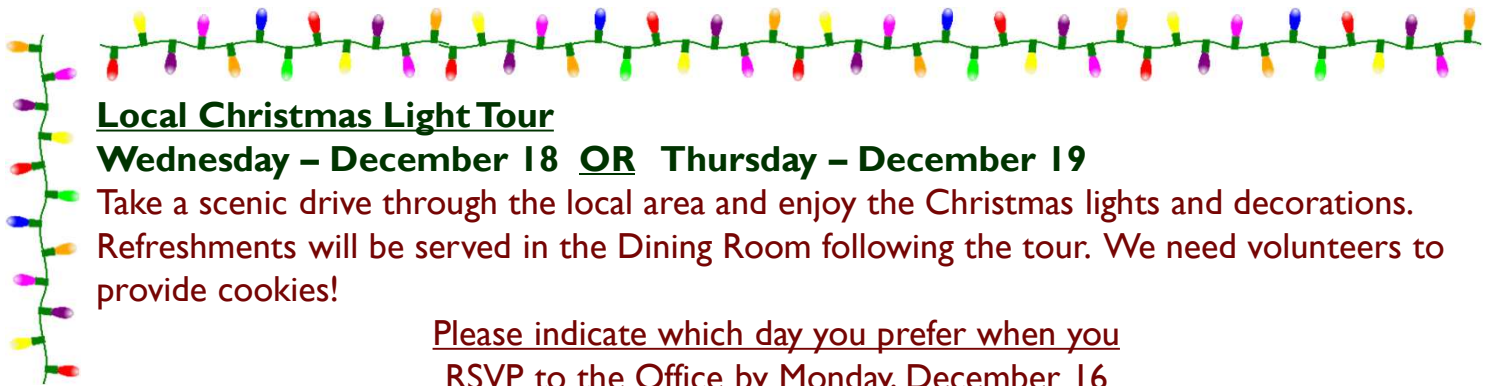 Local Christmas Light Tour
Wednesday – December 18 OR Thursday – December 19
Take a scenic drive through the local area and enjoy the Christmas lights and decorations.
Refreshments will be served in the Dining Room following the tour. We need volunteers to
provide cookies!
Please indicate which day you prefer when you
RSVP to the Office by Monday, December 16